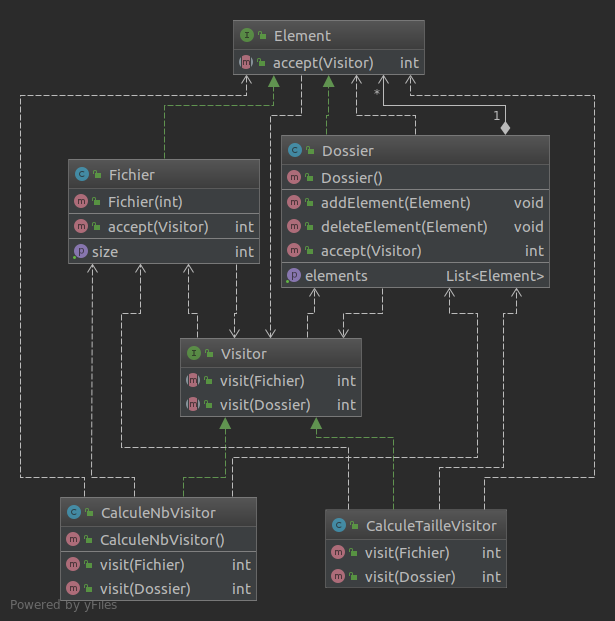 Element
accept(Visitor) int
*
1
Dossier
Dossier()
addElement(Element) void
deleteElement(Element) void
accept(Visitor) int
elements List<Element>
Fichier
Fichier(int)
accept(Visitor) int
size int
Visitor
visit(Fichier) int
visit(Dossier) int
CalculeNbVisitor
CalculeNbVisitor()
visit(Fichier) int
visit(Dossier) int
CalculeTailleVisitor
visit(Fichier) int
visit(Dossier) int
Powered by yFiles